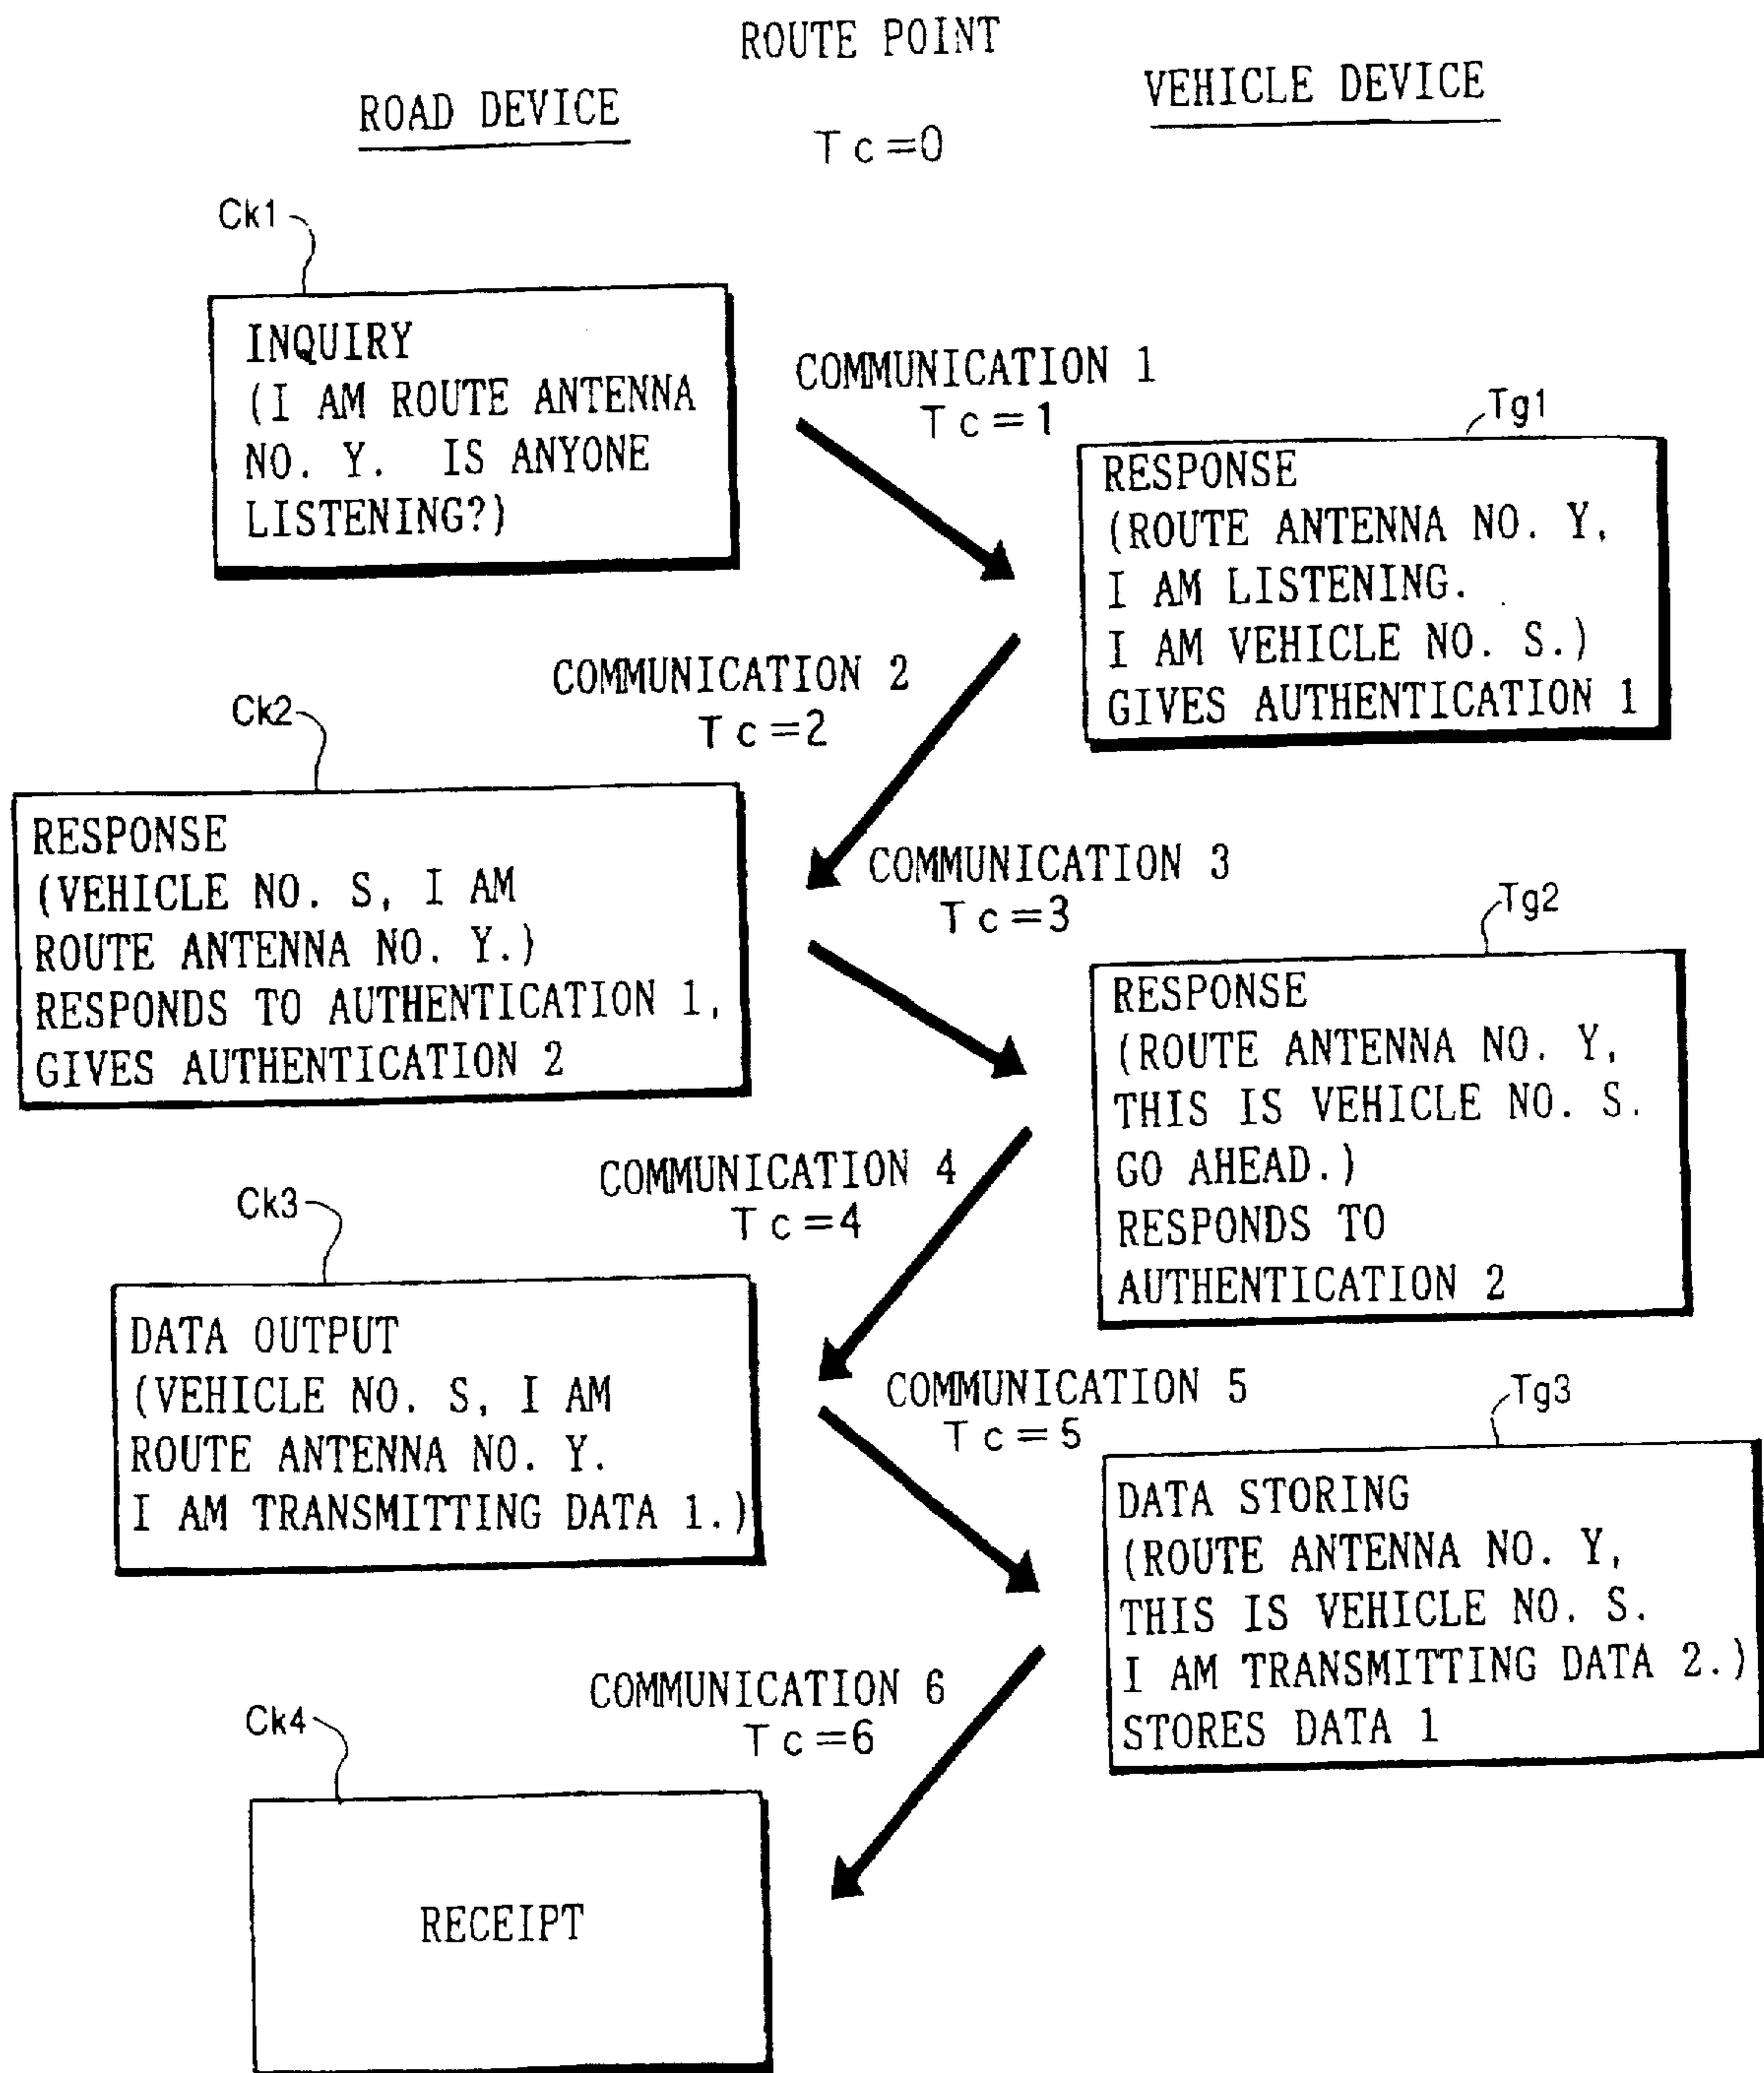 ROUTE POINT
ROAD DEVICE
VEHICLE DEVICE
Tc=0
Ck1
INQUIRY
(I AM ROUTE ANTENNA
NO. Y. IS ANYONE
LISTENING?)
COMMUNICATION 1
Tc=1
Tg1
RESPONSE
(ROUTE ANTENNA NO. Y,
I AM LISTENING.
I AM VEHICLE NO. S.)
GIVES AUTHENTICATION 1
COMMUNICATION 2
Tc=2
Ck2
RESPONSE
(VEHICLE NO. S, I AM
ROUTE ANTENNA NO. Y.)
RESPONDS TO AUTHENTICATION 1,
GIVES AUTHENTICATION 2
COMMUNICATION 3
Tc=3
Tg2
RESPONSE
(ROUTE ANTENNA NO. Y,
THIS IS VEHICLE NO. S.
GO AHEAD.)
RESPONDS TO
AUTHENTICATION 2
COMMUNICATION 4
Tc=4
Ck3
DATA OUTPUT
(VEHICLE NO. S, I AM
ROUTE ANTENNA NO. Y.
I AM TRANSMITTING DATA 1.)
COMMUNICATION 5
Tc=5
Tg3
DATA STORING
(ROUTE ANTENNA NO. Y,
THIS IS VEHICLE NO. S.
I AM TRANSMITTING DATA 2.)
STORES DATA 1
COMMUNICATION 6
Tc=6
Ck4
RECEIPT